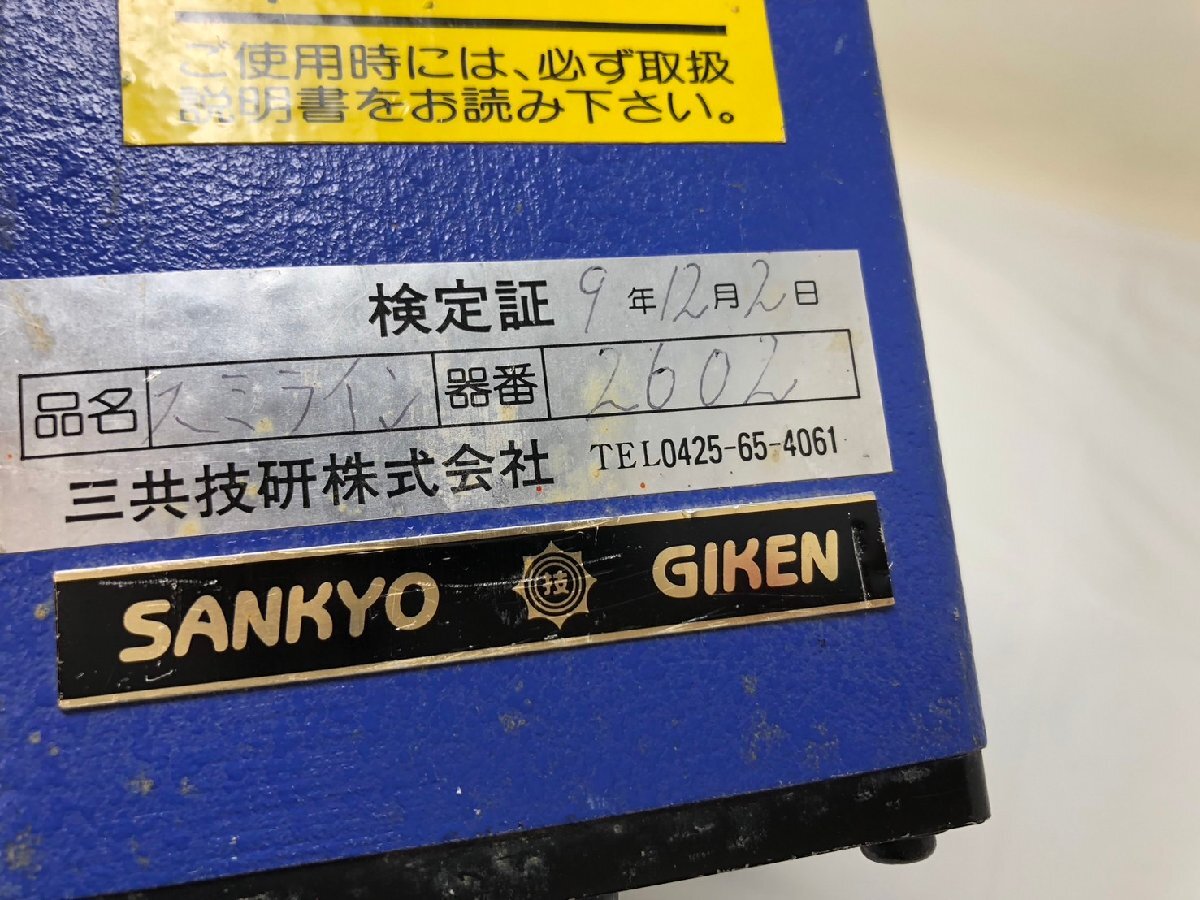 ご使用時には、必ず取扱
説明書をお読み下さい。
検定証 9年12月2日
品名 スミライン 器番 2602
三共技研株式会社 TEL0425-65-4061
SANKYO 技 GIKEN